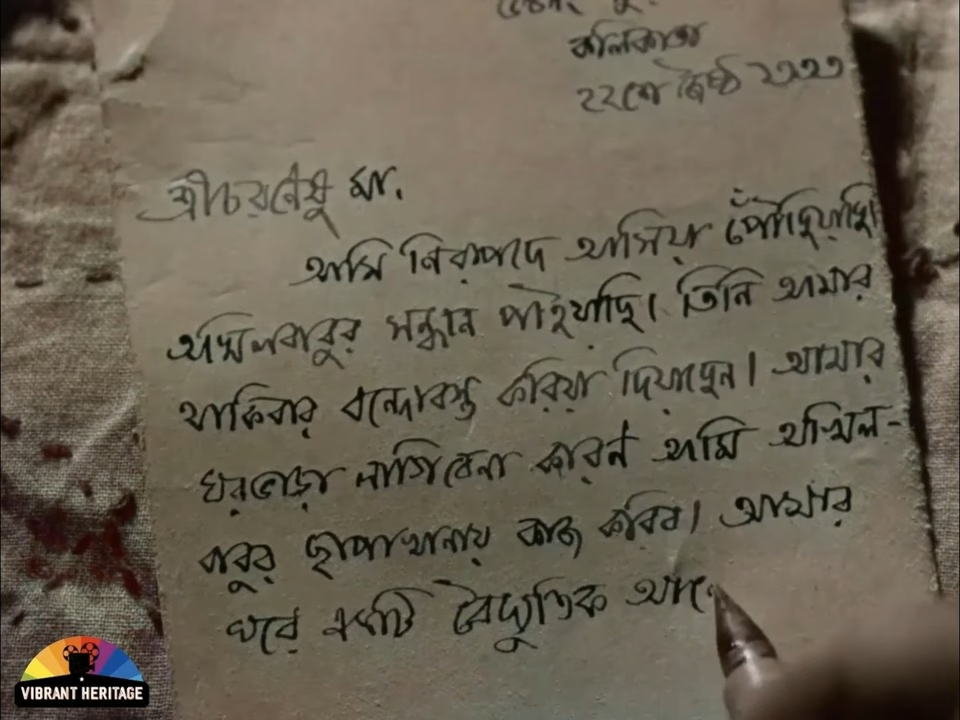 কলিকাতা
২২শে জ্যৈষ্ঠ ১৩৩৩
শ্রীচরণেষু মা,
আমি নিরাপদে আসিয়া পৌঁছিয়াছি।
অখিলবাবুর সন্ধান পাইয়াছি। তিনি আমার
থাকিবার বন্দোবস্ত করিয়া দিয়াছেন। আমার
ঘরভাড়া লাগিবেনা কারণ আমি অখিল-
বাবুর ছাপাখানায় কাজ করিব। আমার
ঘরে একটি বৈদ্যুতিক আলো
VIBRANT HERITAGE